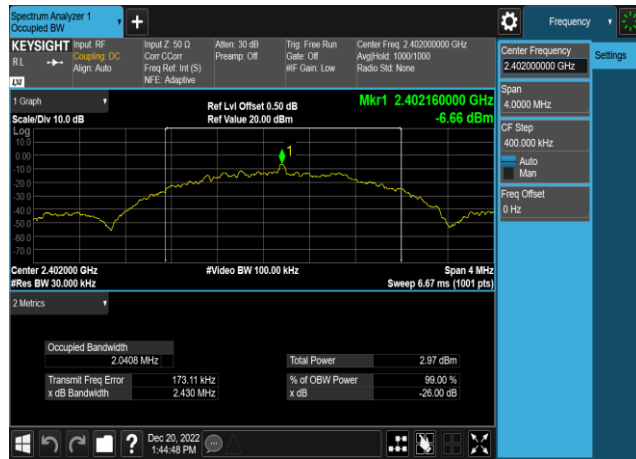 Spectrum Analyzer 1
Occupied BW
Frequency
KEYSIGHT
RL
LXI
Input: RF
Coupling: DC
Align: Auto
Input Z: 50 Ω
Corr CCorr
Freq Ref: Int (S)
NFE: Adaptive
Atten: 30 dB
Preamp: Off
Trig: Free Run
Gate: Off
#IF Gain: Low
Center Freq: 2.402000000 GHz
Avg|Hold: 1000/1000
Radio Std: None
Center Frequency
2.402000000 GHz
Settings
Span
4.0000 MHz
CF Step
400.000 kHz
Auto
Man
Freq Offset
0 Hz
1 Graph
Scale/Div 10.0 dB
Ref Lvl Offset 0.50 dB
Ref Value 20.00 dBm
Mkr1 2.402160000 GHz
-6.66 dBm
Log
10.0
0.00
-10.0
-20.0
-30.0
-40.0
-50.0
-60.0
-70.0
1
Center 2.402000 GHz
#Res BW 30.000 kHz
#Video BW 100.00 kHz
Span 4 MHz
Sweep 6.67 ms (1001 pts)
2 Metrics
Occupied Bandwidth
2.0408 MHz
Total Power 2.97 dBm
Transmit Freq Error 173.11 kHz
% of OBW Power 99.00 %
x dB Bandwidth 2.430 MHz
x dB -26.00 dB
Dec 20, 2022
1:44:48 PM